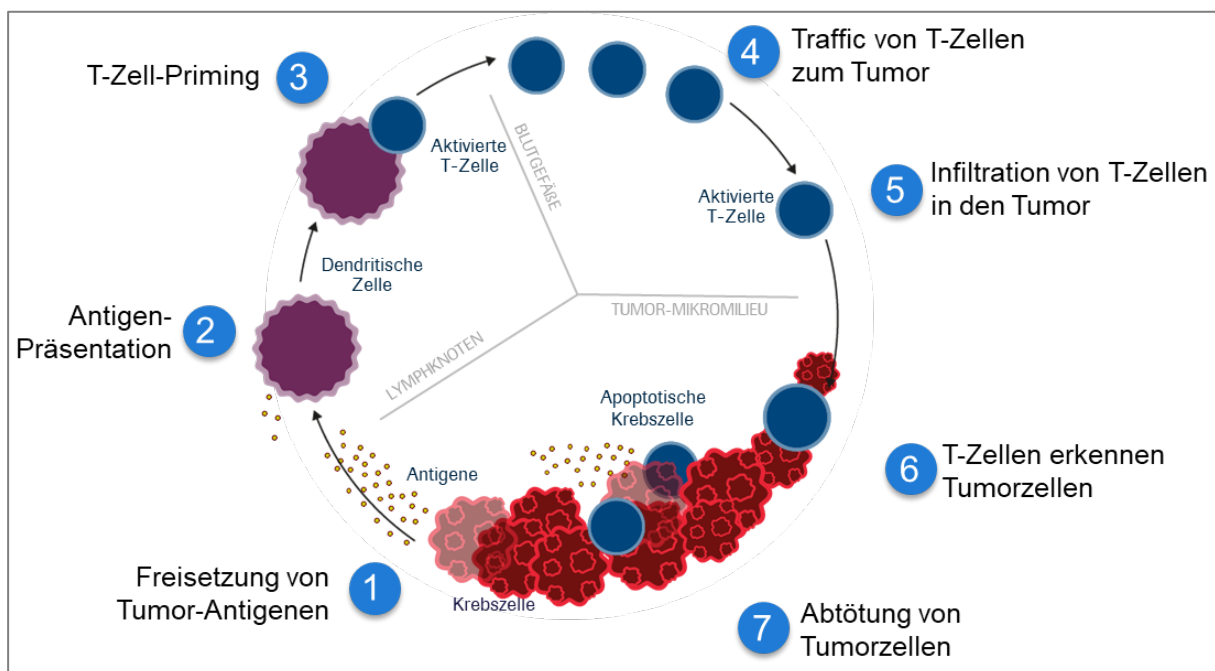 3
T-Zell-Priming
4
Traffic von T-Zellen
zum Tumor
Aktivierte
T-Zelle
BLUTGEFÄßE
Aktivierte
T-Zelle
5
Infiltration von T-Zellen
in den Tumor
Dendritische
Zelle
2
Antigen-
Präsentation
LYMPHKNOTEN
TUMOR-MIKROMILIEU
Apoptotische
Krebszelle
Antigene
6
T-Zellen erkennen
Tumorzellen
1
Freisetzung von
Tumor-Antigenen
Krebszelle
7
Abtötung von
Tumorzellen